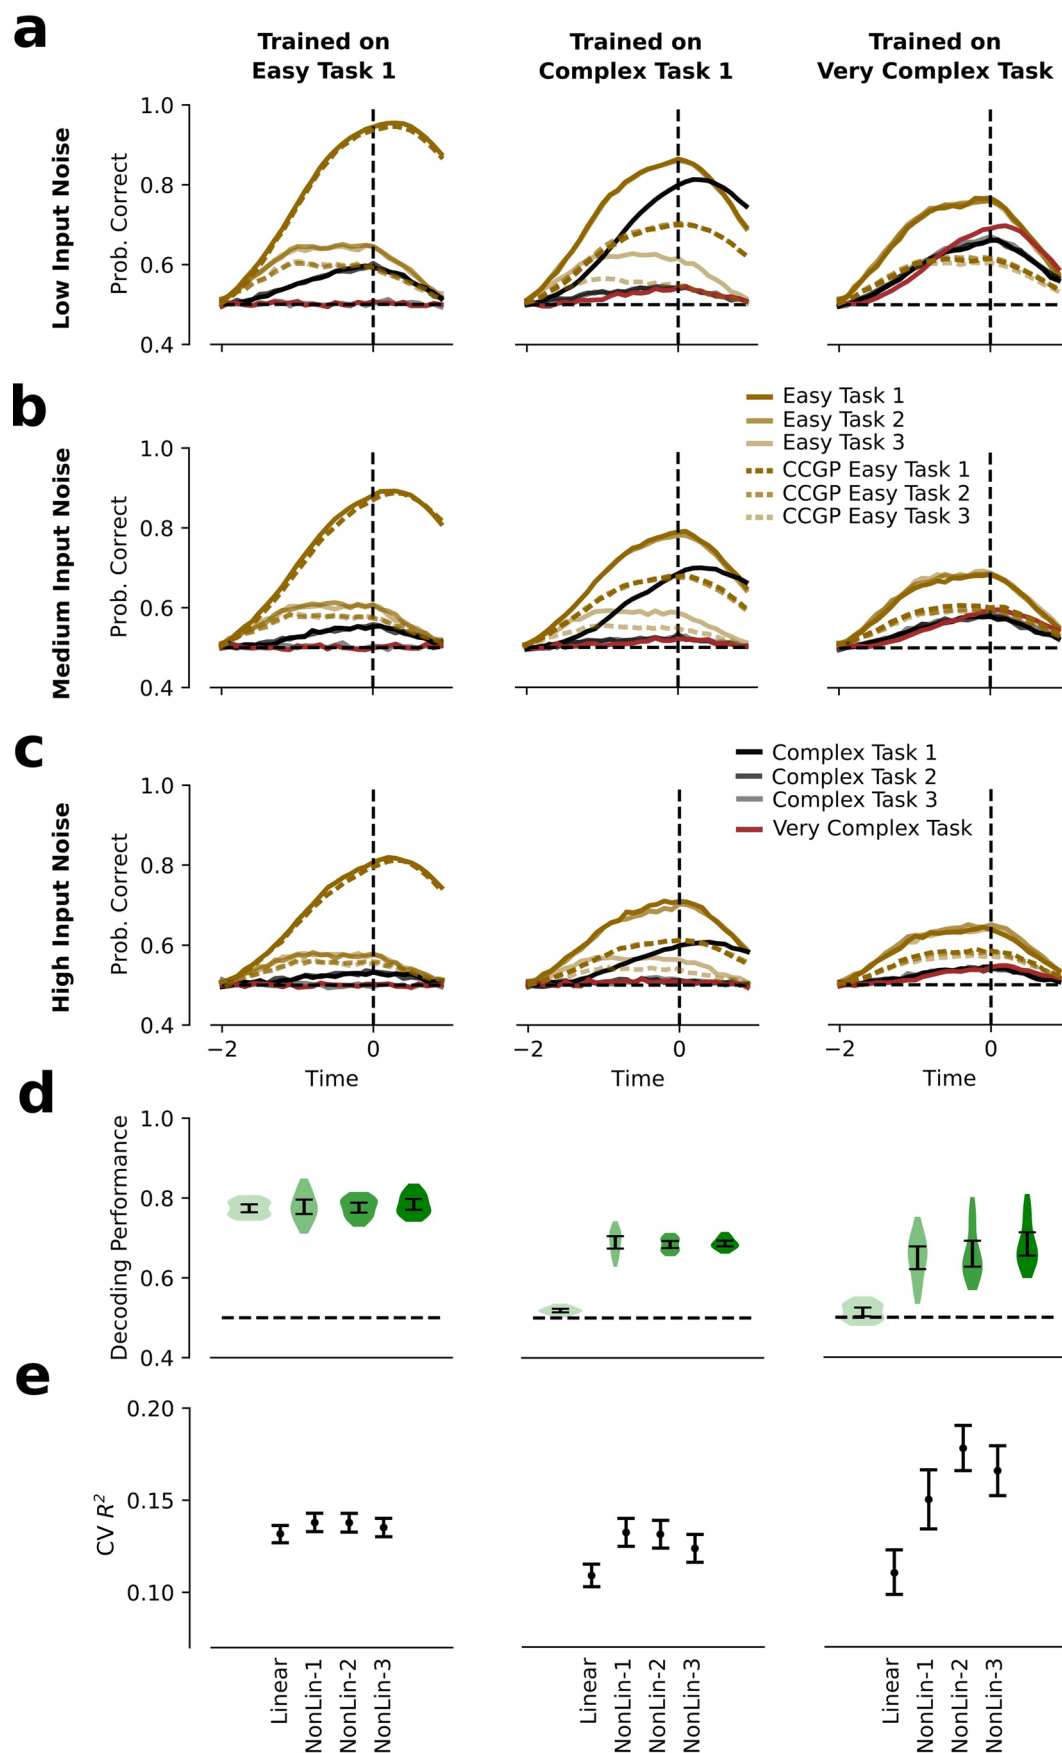 a
Trained on
Easy Task 1
Trained on
Complex Task 1
Trained on
Very Complex Task
Low Input Noise
Prob. Correct
1.0
0.8
0.6
0.4
b
Medium Input Noise
Prob. Correct
1.0
0.8
0.6
0.4
Easy Task 1
Easy Task 2
Easy Task 3
CCGP Easy Task 1
CCGP Easy Task 2
CCGP Easy Task 3
c
High Input Noise
Prob. Correct
1.0
0.8
0.6
0.4
Complex Task 1
Complex Task 2
Complex Task 3
Very Complex Task
−2 0
Time
−2 0
Time
−2 0
Time
d
Decoding Performance
1.0
0.8
0.6
0.4
e
CV R²
0.20
0.15
0.10
Linear
NonLin-1
NonLin-2
NonLin-3
Linear
NonLin-1
NonLin-2
NonLin-3
Linear
NonLin-1
NonLin-2
NonLin-3